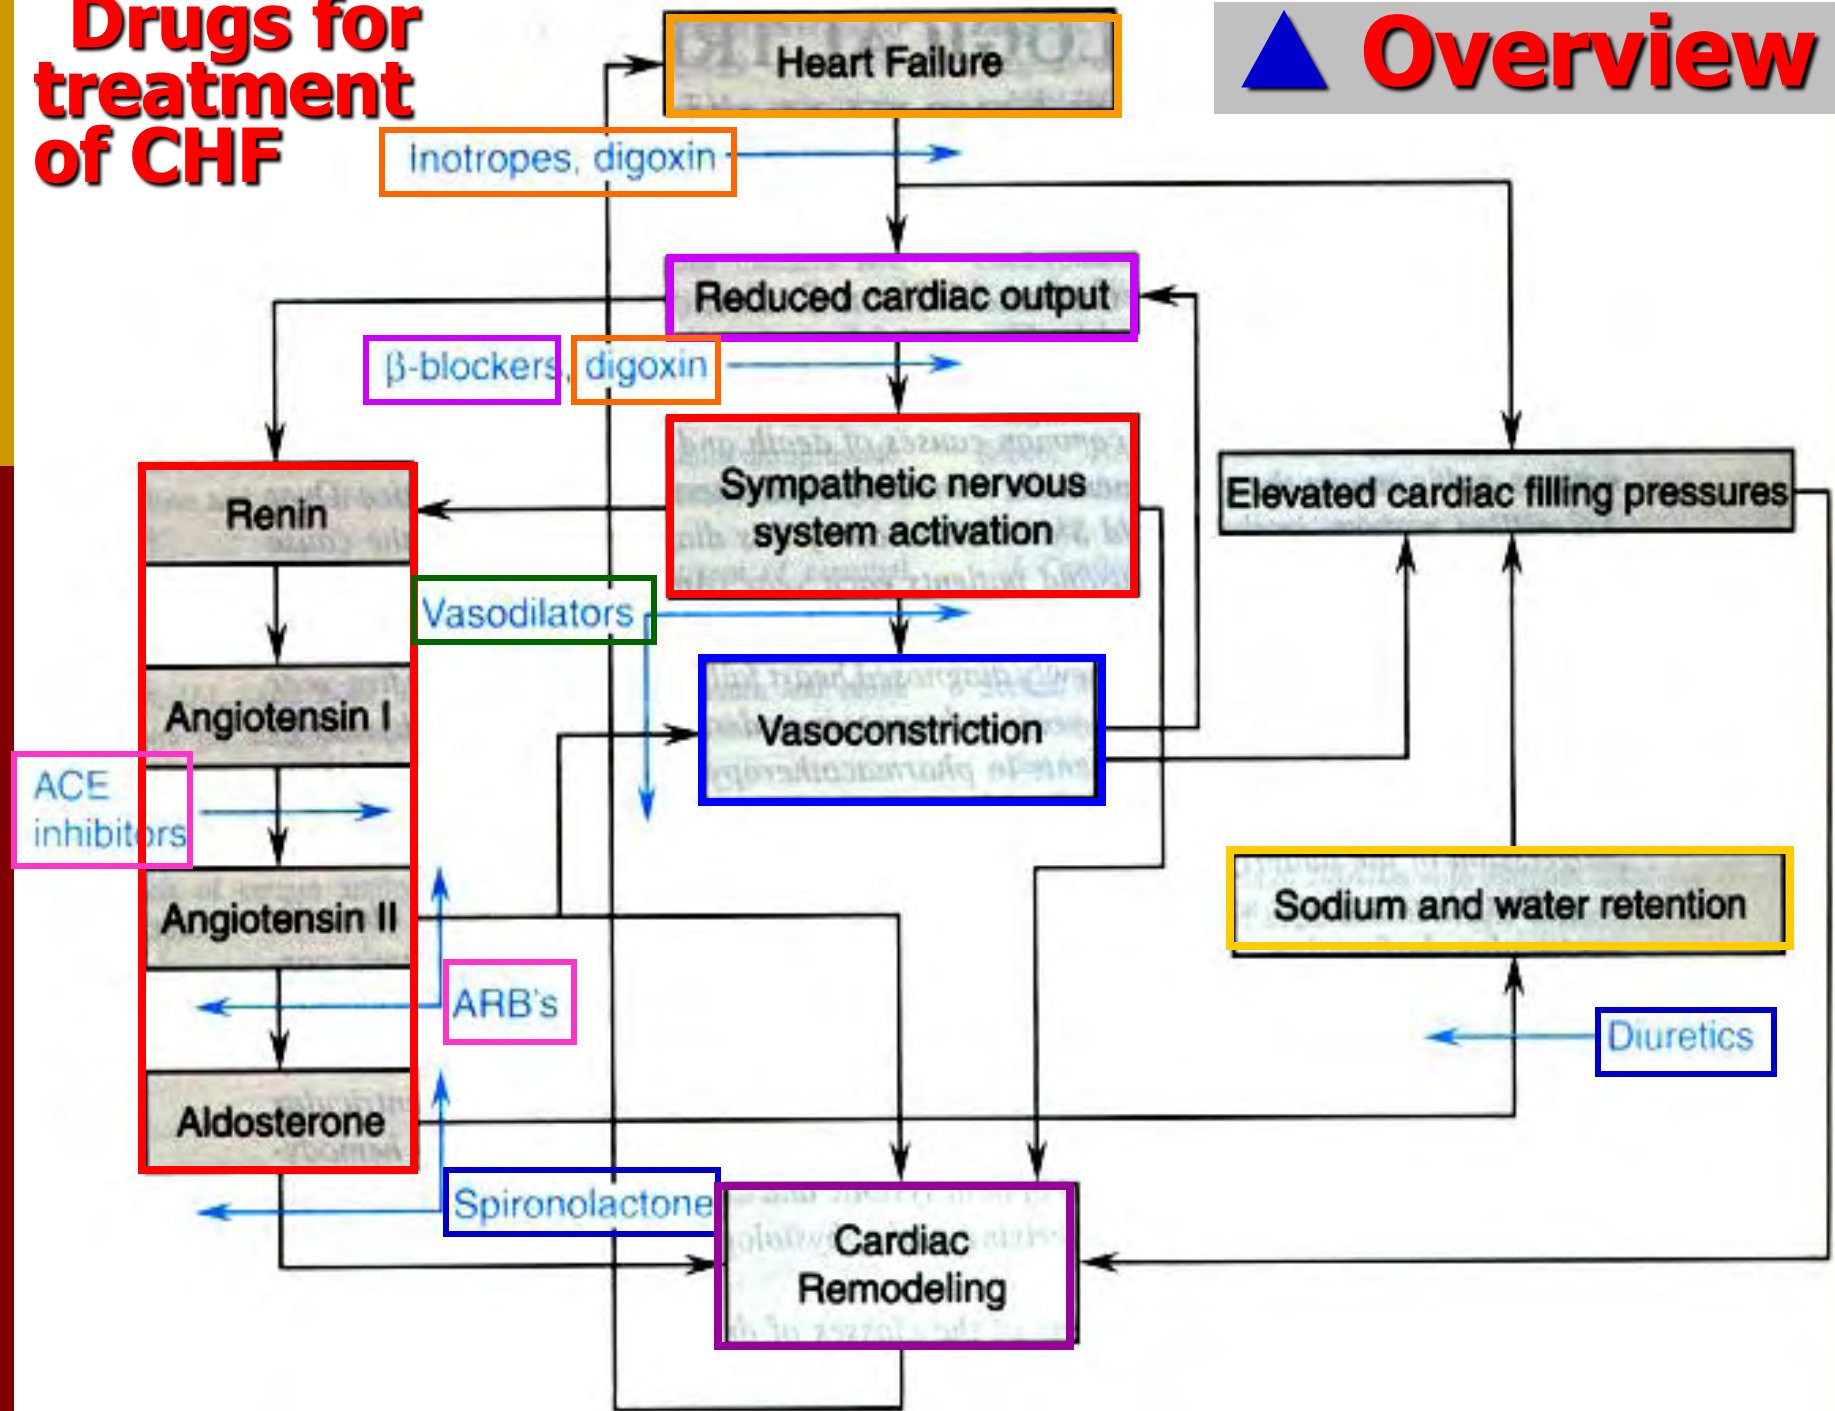 Drugs for
treatment
of CHF
Overview
Heart Failure
Inotropes, digoxin
Reduced cardiac output
β-blockers, digoxin
Sympathetic nervous
system activation
Elevated cardiac filling pressures
Renin
Vasodilators
Angiotensin I
Vasoconstriction
ACE
inhibitors
Angiotensin II
Sodium and water retention
ARB's
Diuretics
Aldosterone
Spironolactone
Cardiac
Remodeling